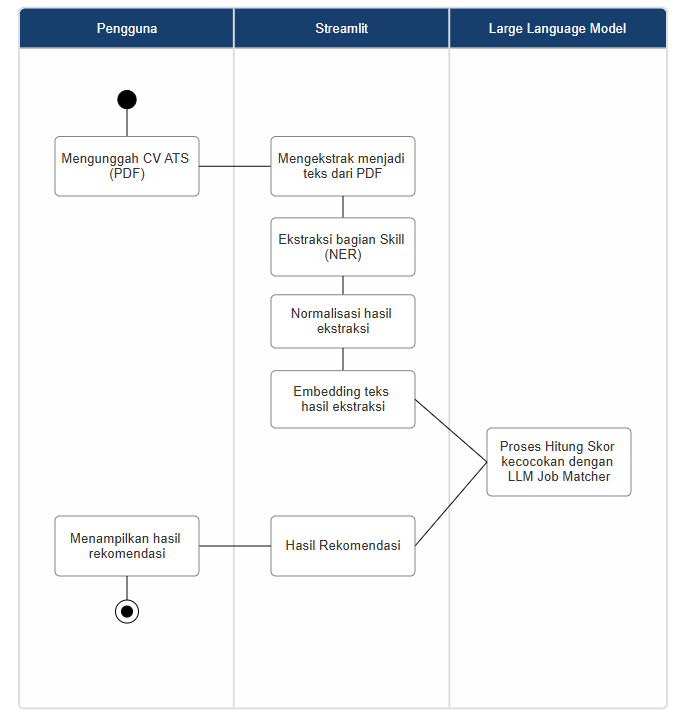 Pengguna
Streamlit
Large Language Model
Mengunggah CV ATS
(PDF)
Mengekstrak menjadi
teks dari PDF
Ekstraksi bagian Skill
(NER)
Normalisasi hasil
ekstraksi
Embedding teks
hasil ekstraksi
Proses Hitung Skor
kecocokan dengan
LLM Job Matcher
Menampilkan hasil
rekomendasi
Hasil Rekomendasi